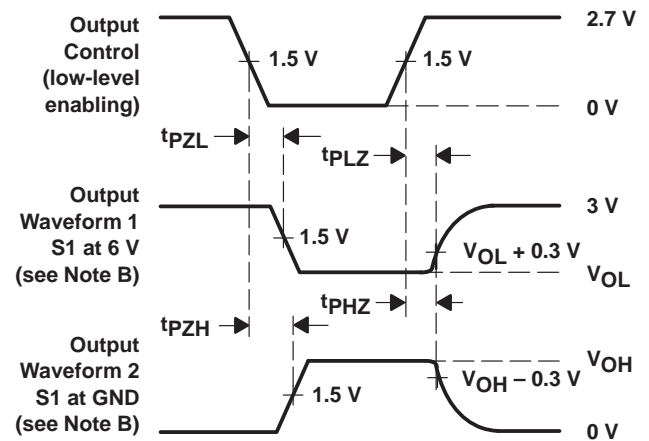 Output
Control
(low-level
enabling)
2.7 V
1.5 V
1.5 V
0 V
tPZL
tPLZ
Output
Waveform 1
S1 at 6 V
(see Note B)
3 V
1.5 V
VOL + 0.3 V
VOL
tPHZ
tPZH
Output
Waveform 2
S1 at GND
(see Note B)
VOH
1.5 V
VOH – 0.3 V
0 V